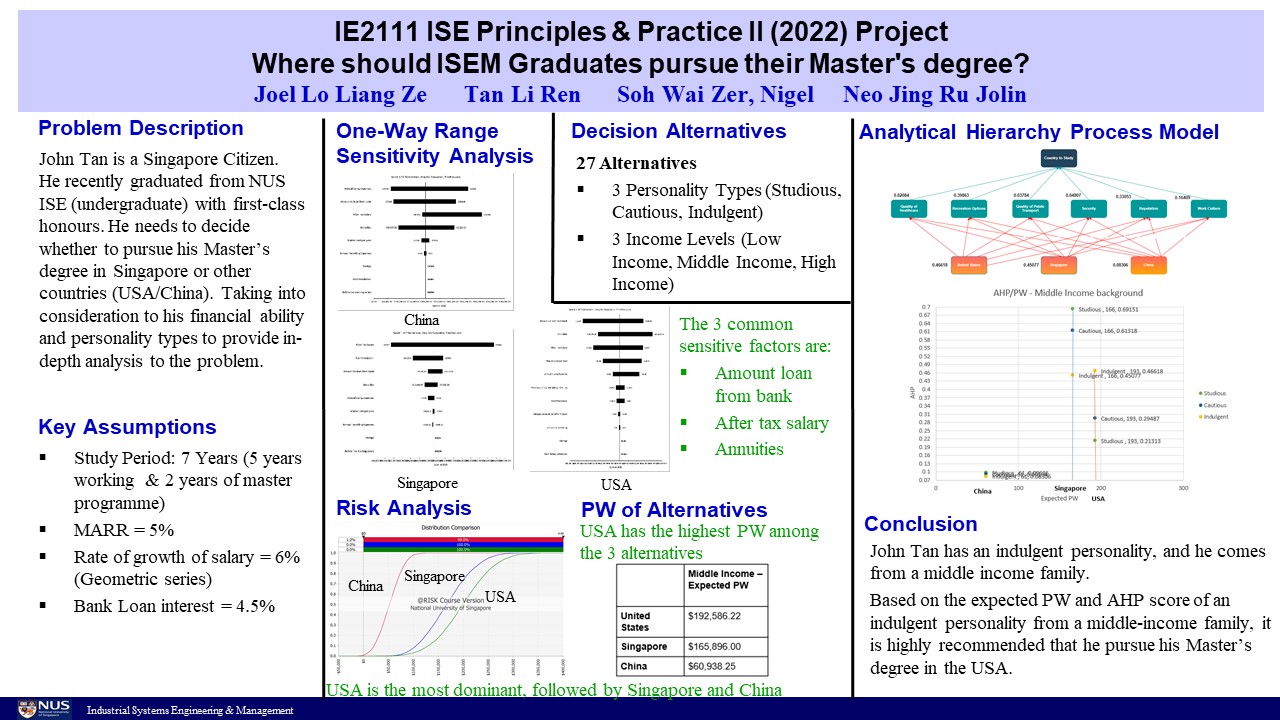 IE2111 ISE Principles & Practice II (2022) Project
Where should ISEM Graduates pursue their Master's degree?
Joel Lo Liang Ze Tan Li Ren Soh Wai Zer, Nigel Neo Jing Ru Jolin
Problem Description
John Tan is a Singapore Citizen.
He recently graduated from NUS
ISE (undergraduate) with first-class
honours. He needs to decide
whether to pursue his Master's
degree in Singapore or other
countries (USA/China). Taking into
consideration to his financial ability
and personality types to provide in-
depth analysis to the problem.
Key Assumptions
▪ Study Period: 7 Years (5 years
working & 2 years of master
programme)
▪ MARR = 5%
▪ Rate of growth of salary = 6%
(Geometric series)
▪ Bank Loan interest = 4.5%
One-Way Range
Sensitivity Analysis
China
Singapore
USA
The 3 common
sensitive factors are:
▪ Amount loan
from bank
▪ After tax salary
▪ Annuities
Decision Alternatives
27 Alternatives
▪ 3 Personality Types (Studious,
Cautious, Indulgent)
▪ 3 Income Levels (Low
Income, Middle Income, High
Income)
Risk Analysis
Distribution Comparison
China
Singapore
USA
@RISK Course Version
National University of Singapore
USA is the most dominant, followed by Singapore and China
PW of Alternatives
USA has the highest PW among
the 3 alternatives
Middle Income –
Expected PW
United
States
$192,586.22
Singapore
$165,896.00
China
$60,938.25
Analytical Hierarchy Process Model
Country to Study
0.02084 0.39863 0.03784 0.04807 0.33053 0.16409
Quality of
Healthcare
Recreation Options
Quality of Public
Transport
Security
Reputation
Work Culture
0.46618 United States
0.45077 Singapore
0.08306 China
AHP/PW - Middle Income background
AHP
0.7
0.67
0.64
0.61
0.58
0.55
0.52
0.49
0.46
0.43
0.4
0.37
0.34
0.31
0.28
0.25
0.22
0.19
0.16
0.13
0.1
0.07
Studious , 166, 0.69151
Cautious, 166, 0.61318
Indulgent , 193, 0.46618
Indulgent , 166, 0.45077
Cautious, 193, 0.29487
Studious , 193, 0.21313
Studious
Cautious
Indulgent
0 100 200 300
China Singapore USA
Expected PW
Conclusion
John Tan has an indulgent personality, and he comes
from a middle income family.
Based on the expected PW and AHP score of an
indulgent personality from a middle-income family, it
is highly recommended that he pursue his Master's
degree in the USA.
NUS
National University
of Singapore
Industrial Systems Engineering & Management